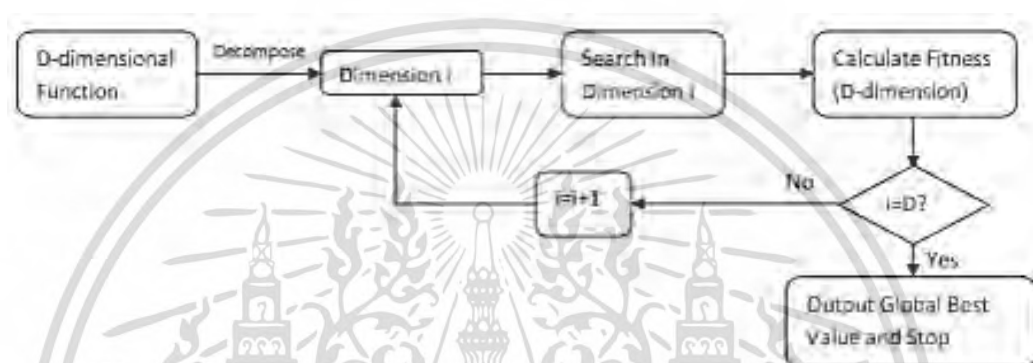 D-dimensional
Function
Decompose
Dimension i
Search in
Dimension i
Calculate Fitness
(D-dimension)
i=D?
No
i=i+1
Yes
Output Global Best
Value and Stop